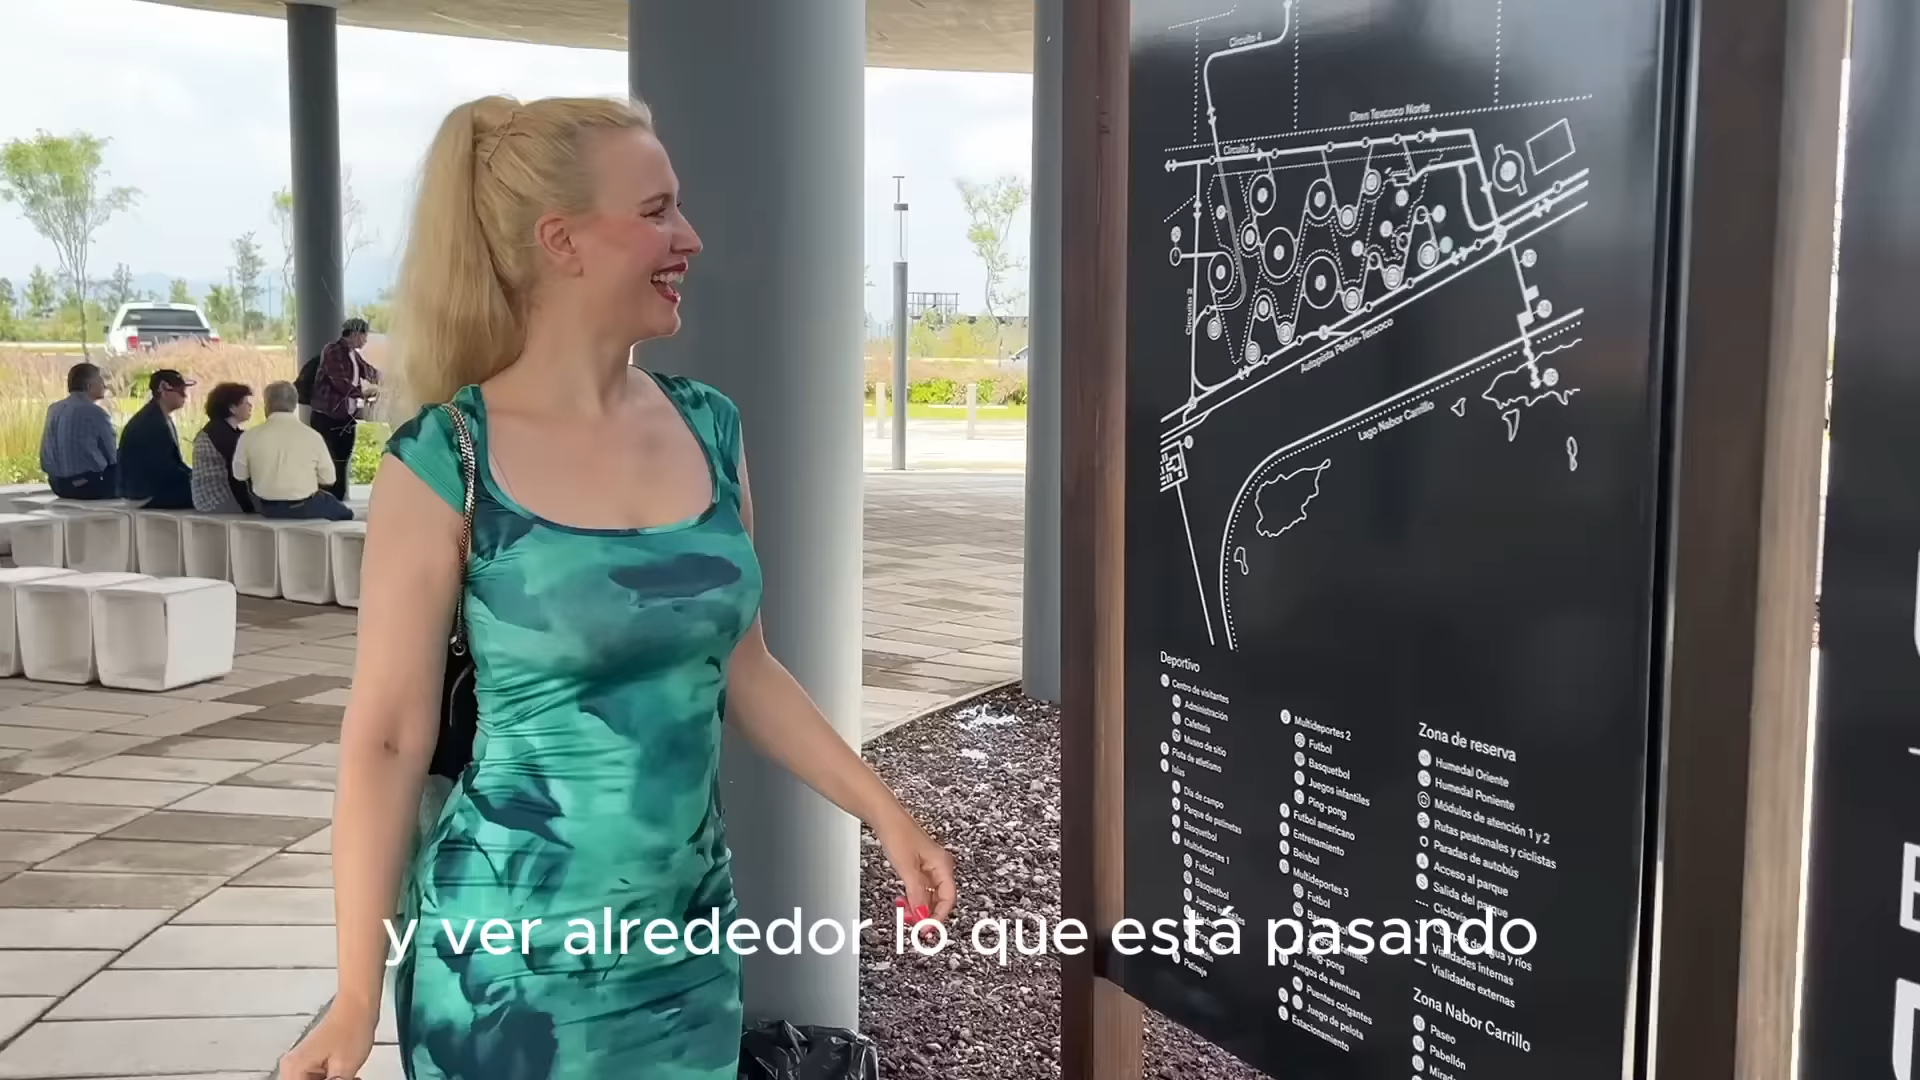 Circuito 4
Dren Texcoco Norte
Circuito 2
Circuito 2
Autopista Peñón-Texcoco
Lago Nabor Carrillo
Deportivo
Centro de visitantes
Administración
Cafetería
Museo de sitio
Pista de atletismo
Islas
Día de campo
Parque de patinetas
Basquetbol
Multideportes 1
Futbol
Basquetbol
Juegos infantiles
Patinaje
Multideportes 2
Futbol
Basquetbol
Juegos infantiles
Ping-pong
Futbol americano
Entrenamiento
Beisbol
Multideportes 3
Futbol
Ping-pong
Juegos de aventura
Puentes colgantes
Juego de pelota
Estacionamiento
Zona de reserva
Humedal Oriente
Humedal Poniente
Módulos de atención 1 y 2
Rutas peatonales y ciclistas
Paradas de autobús
Acceso al parque
Salida del parque
Vialidades internas
Vialidades externas
Zona Nabor Carrillo
Paseo
Pabellón
y ver alrededor lo que está pasando